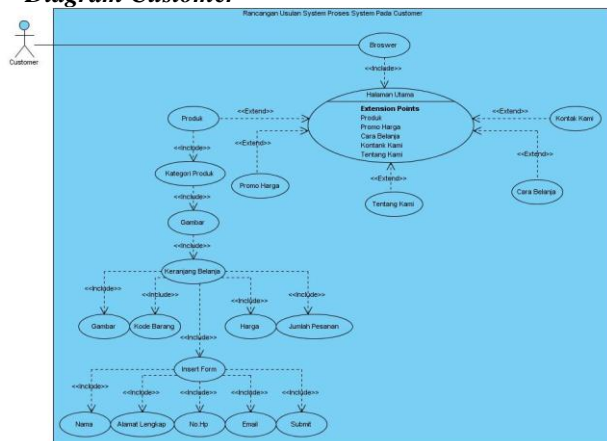 Diagram Customer
Rancangan Usulan System Proses System Pada Customer
Customer
Broswer
<<Include>>
Halaman Utama
Extension Points
Produk
Promo Harga
Cara Belanja
Kontank Kami
Tentang Kami
Produk
<<Extend>>
<<Extend>>
Kontak Kami
<<Extend>>
<<Include>>
Kategori Produk
Promo Harga
<<Extend>>
Tentang Kami
<<Extend>>
Cara Belanja
<<Include>>
Gambar
<<Include>>
Keranjang Belanja
<<Include>>
<<Include>>
<<Include>>
<<Include>>
<<Include>>
Gambar
Kode Barang
Harga
Jumlah Pesanan
Insert Form
<<Include>>
<<Include>>
<<Include>>
<<Include>>
<<Include>>
Nama
Alamat Lengkap
No.Hp
Email
Submit